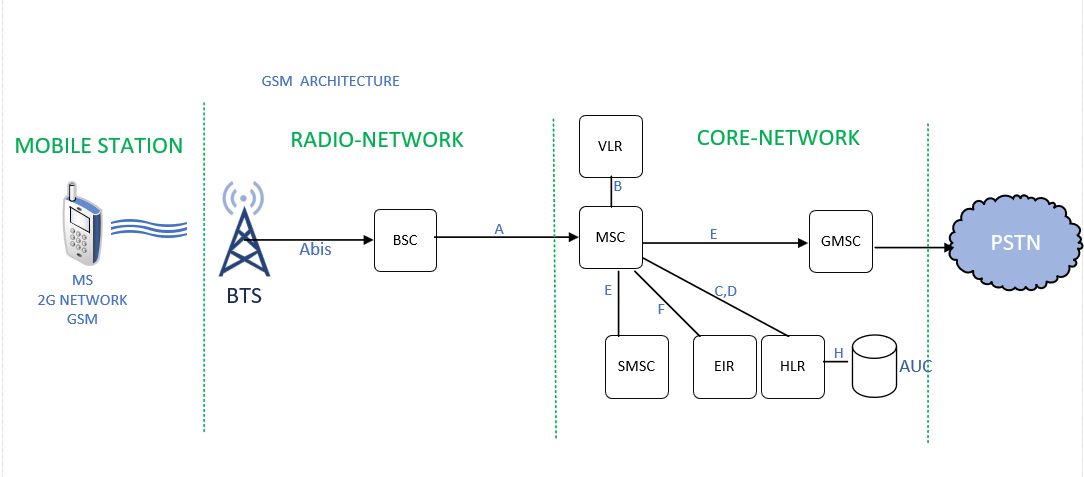 GSM ARCHITECTURE
MOBILE STATION
RADIO-NETWORK
CORE-NETWORK
VLR
B
MS
2G NETWORK
GSM
BTS
Abis
BSC
A
MSC
E
GMSC
PSTN
E
F
C,D
SMSC
EIR
HLR
H
AUC